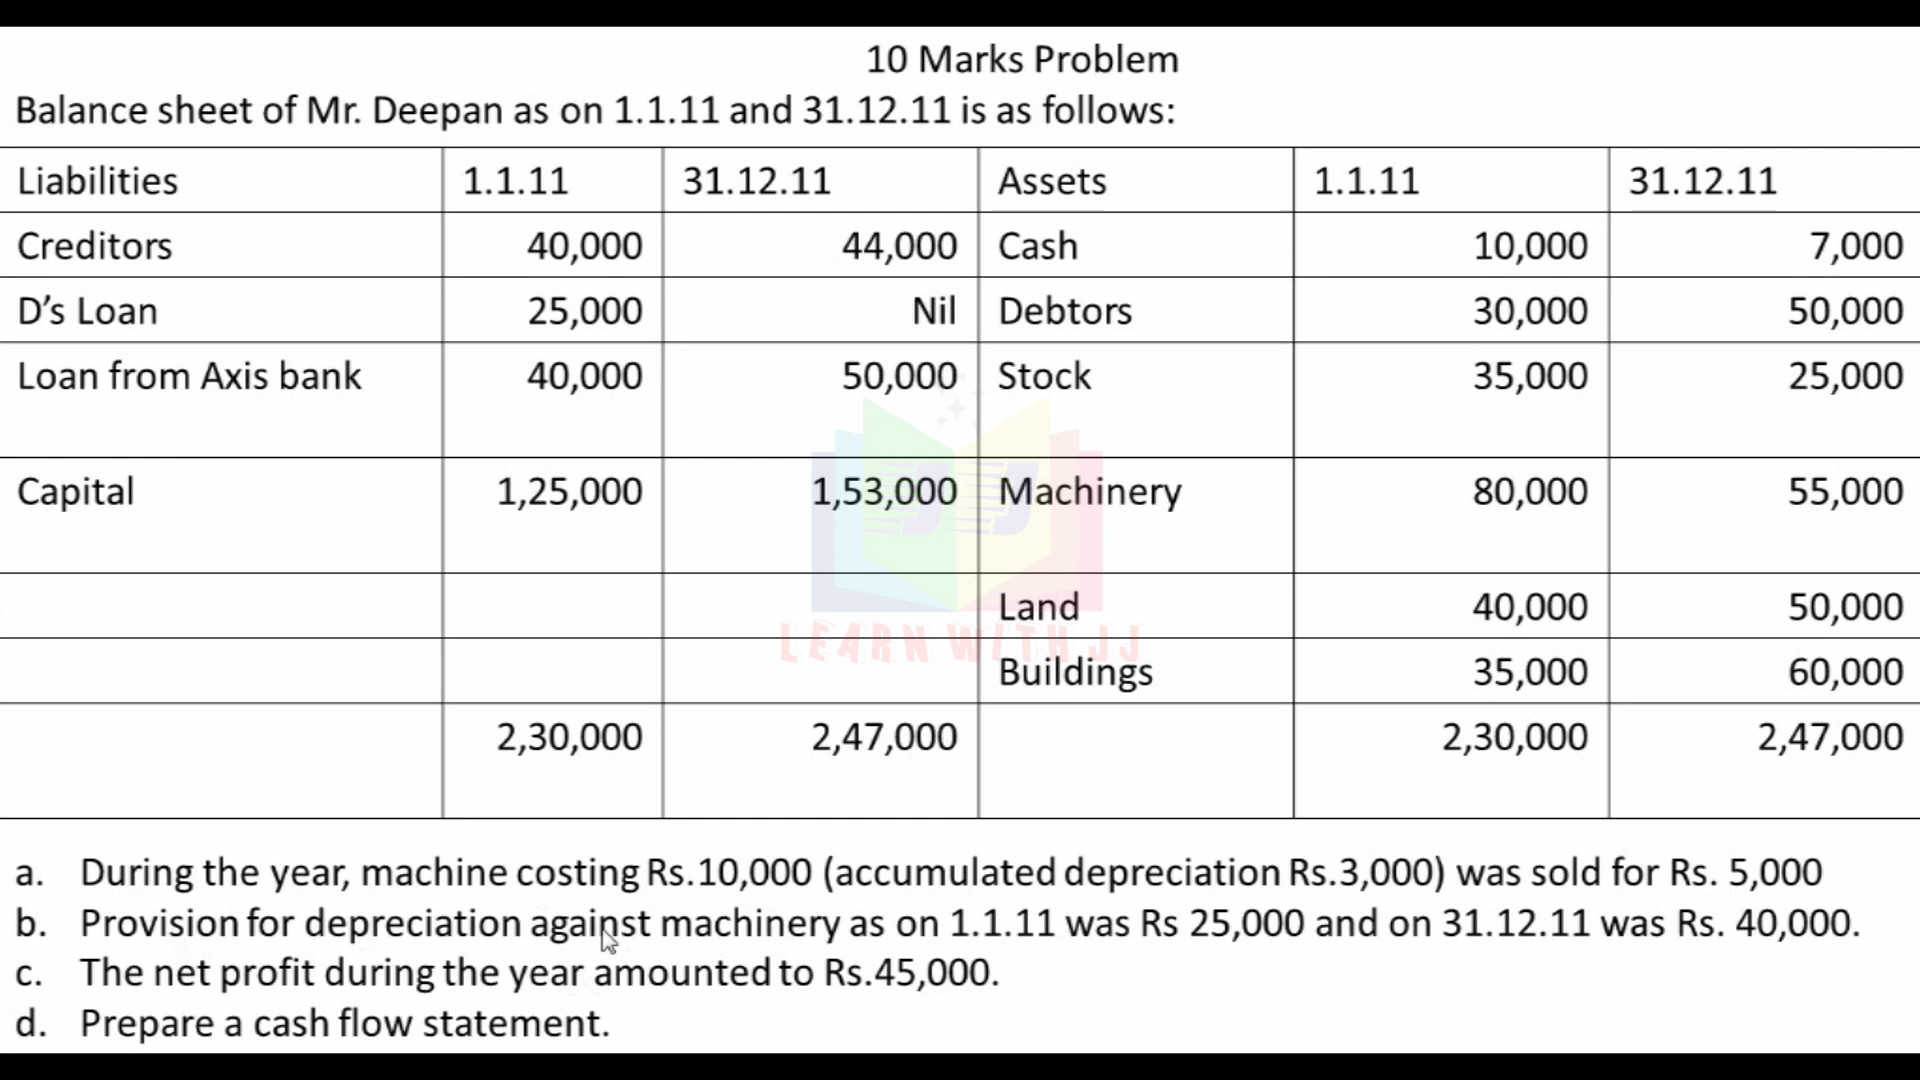 10 Marks Problem
Balance sheet of Mr. Deepan as on 1.1.11 and 31.12.11 is as follows:
Liabilities 1.1.11 31.12.11 Assets 1.1.11 31.12.11
Creditors 40,000 44,000 Cash 10,000 7,000
D’s Loan 25,000 Nil Debtors 30,000 50,000
Loan from Axis bank 40,000 50,000 Stock 35,000 25,000
Capital 1,25,000 1,53,000 Machinery 80,000 55,000
Land 40,000 50,000
LEARN WITH JJ
Buildings 35,000 60,000
2,30,000 2,47,000 2,30,000 2,47,000
a. During the year, machine costing Rs.10,000 (accumulated depreciation Rs.3,000) was sold for Rs. 5,000
b. Provision for depreciation against machinery as on 1.1.11 was Rs 25,000 and on 31.12.11 was Rs. 40,000.
c. The net profit during the year amounted to Rs.45,000.
d. Prepare a cash flow statement.